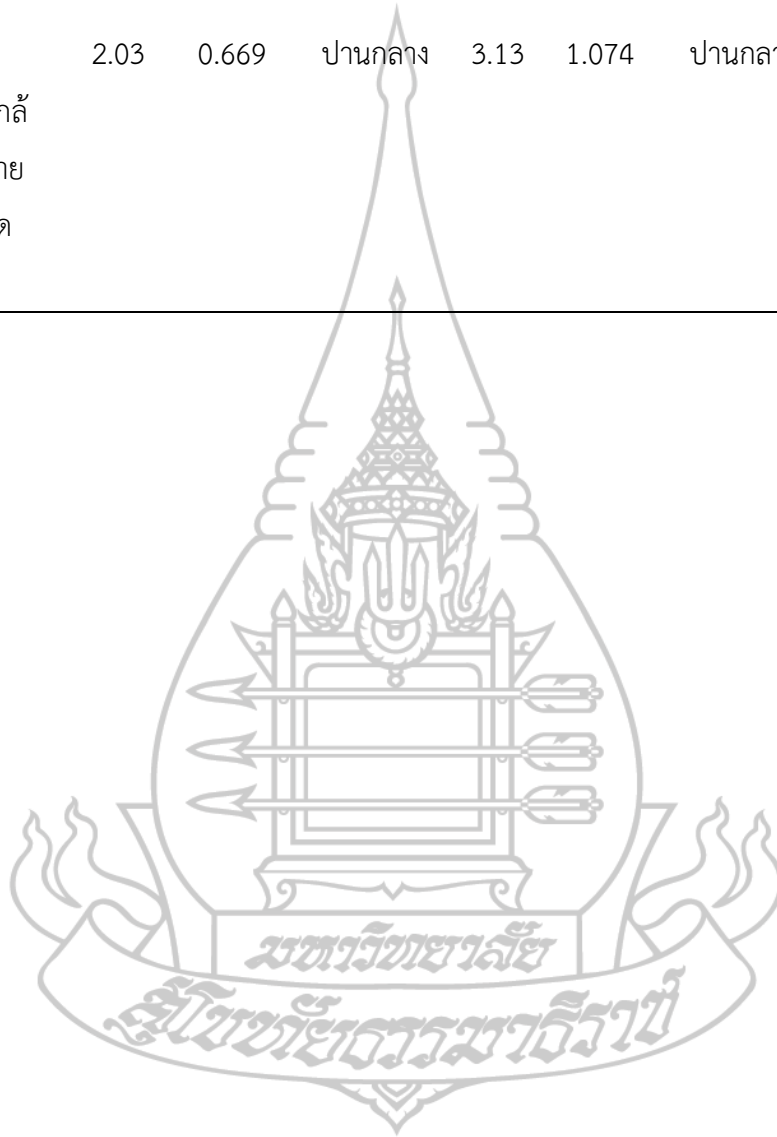 2.03 0.669 ปานกลาง 3.13 1.074 ปานกลา
กล้
าย
ด
มหาวิทยาลัย
สุโขทัยธรรมาธิราช